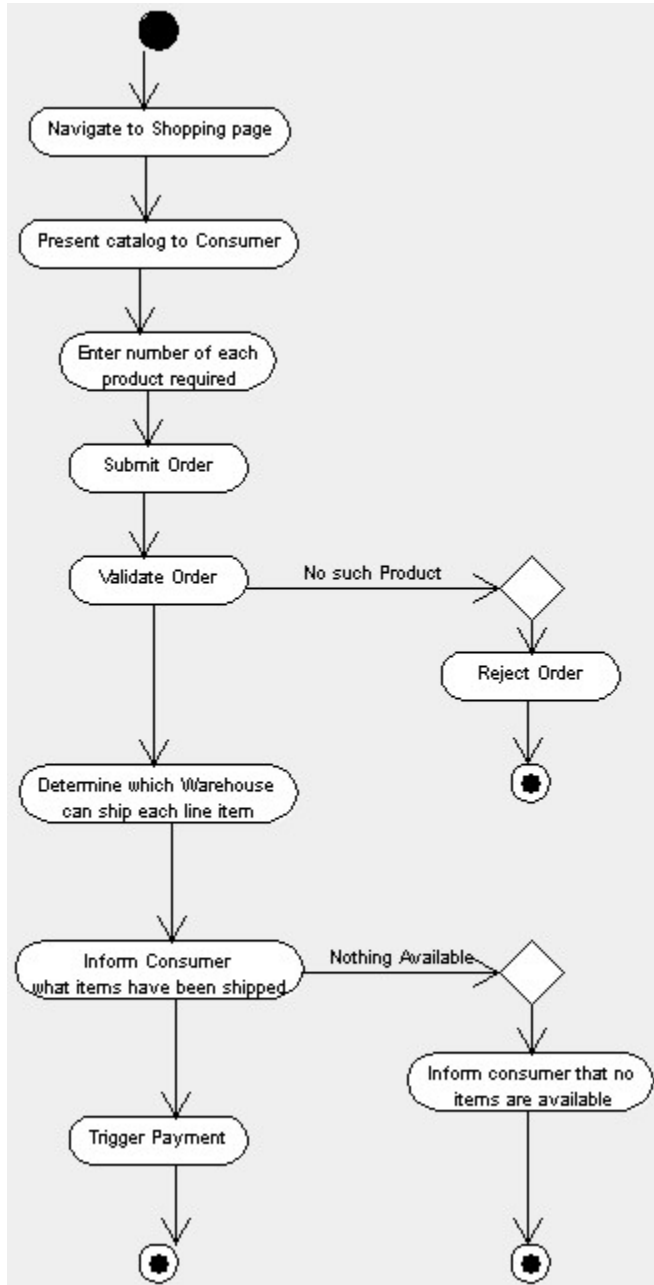 Navigate to Shopping page
Present catalog to Consumer
Enter number of each
product required
Submit Order
Validate Order
No such Product
Reject Order
Determine which Warehouse
can ship each line item
Inform Consumer
what items have been shipped
Nothing Available
Inform consumer that no
items are available
Trigger Payment